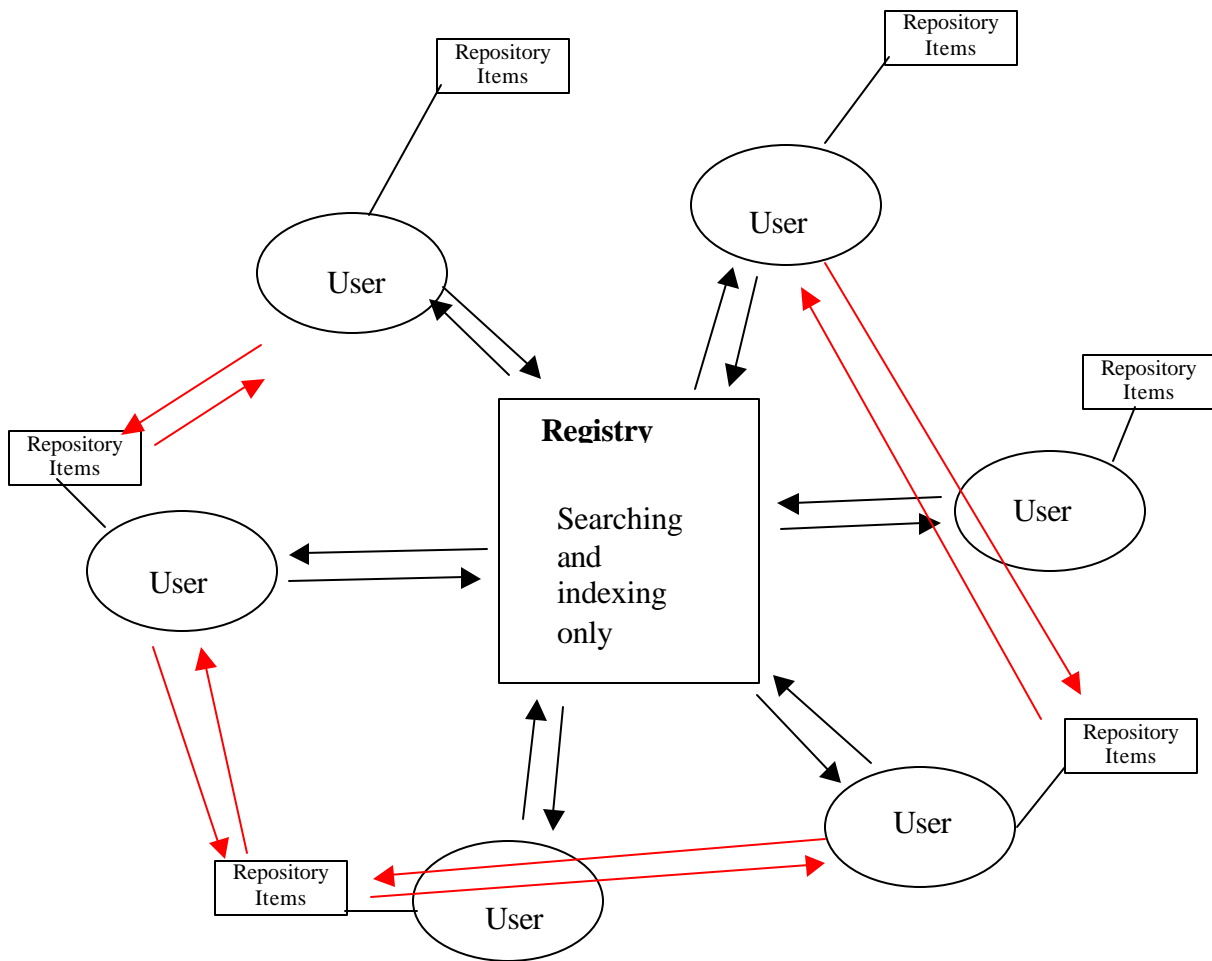 Repository
Items
Repository
Items
User
User
Repository
Items
Registry
Repository
Items
User
Searching
and
indexing
only
User
Repository
Items
User
Repository
Items
User